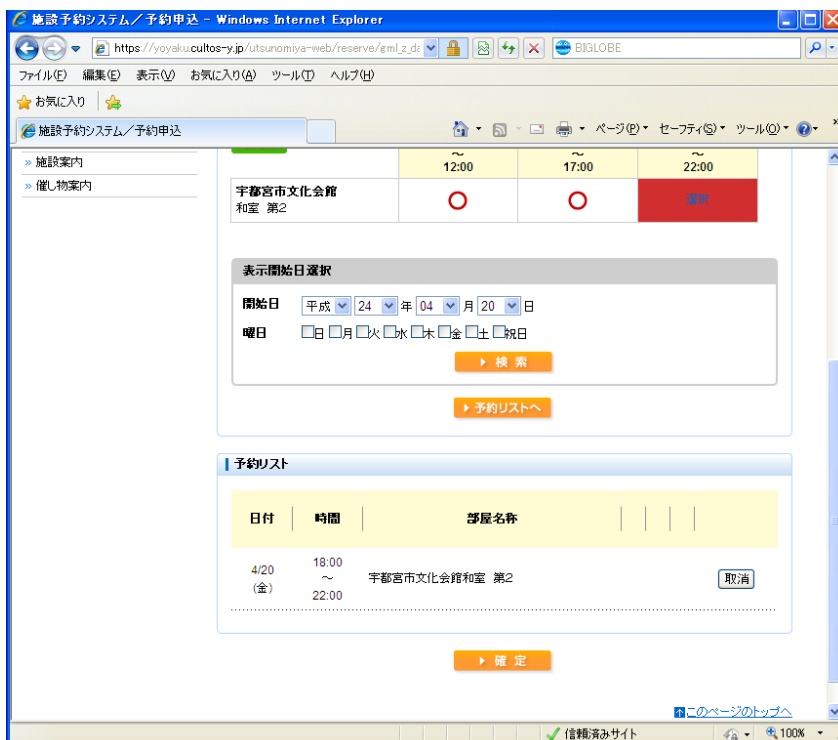 施設予約システム／予約申込 - Windows Internet Explorer
https://yoyaku.cultos-y.jp/utsunomiya-web/reserve/gml_z_de
BIGLOBE
ファイル(F) 編集(E) 表示(V) お気に入り(A) ツール(T) ヘルプ(H)
お気に入り
施設予約システム／予約申込
ページ(P) セーフティ(S) ツール(O)
» 施設案内
» 催し物案内
～ ～ ～
12:00 17:00 22:00
宇都宮市文化会館
和室 第2
○ ○ 選択
表示開始日選択
開始日 平成 24 年 04 月 20 日
曜日 日 月 火 水 木 金 土 祝日
検 索
予約リストへ
予約リスト
日付 時間 部屋名称
4/20
(金)
18:00
～
22:00
宇都宮市文化会館和室 第2
取消
確 定
このページのトップへ
信頼済みサイト
100%